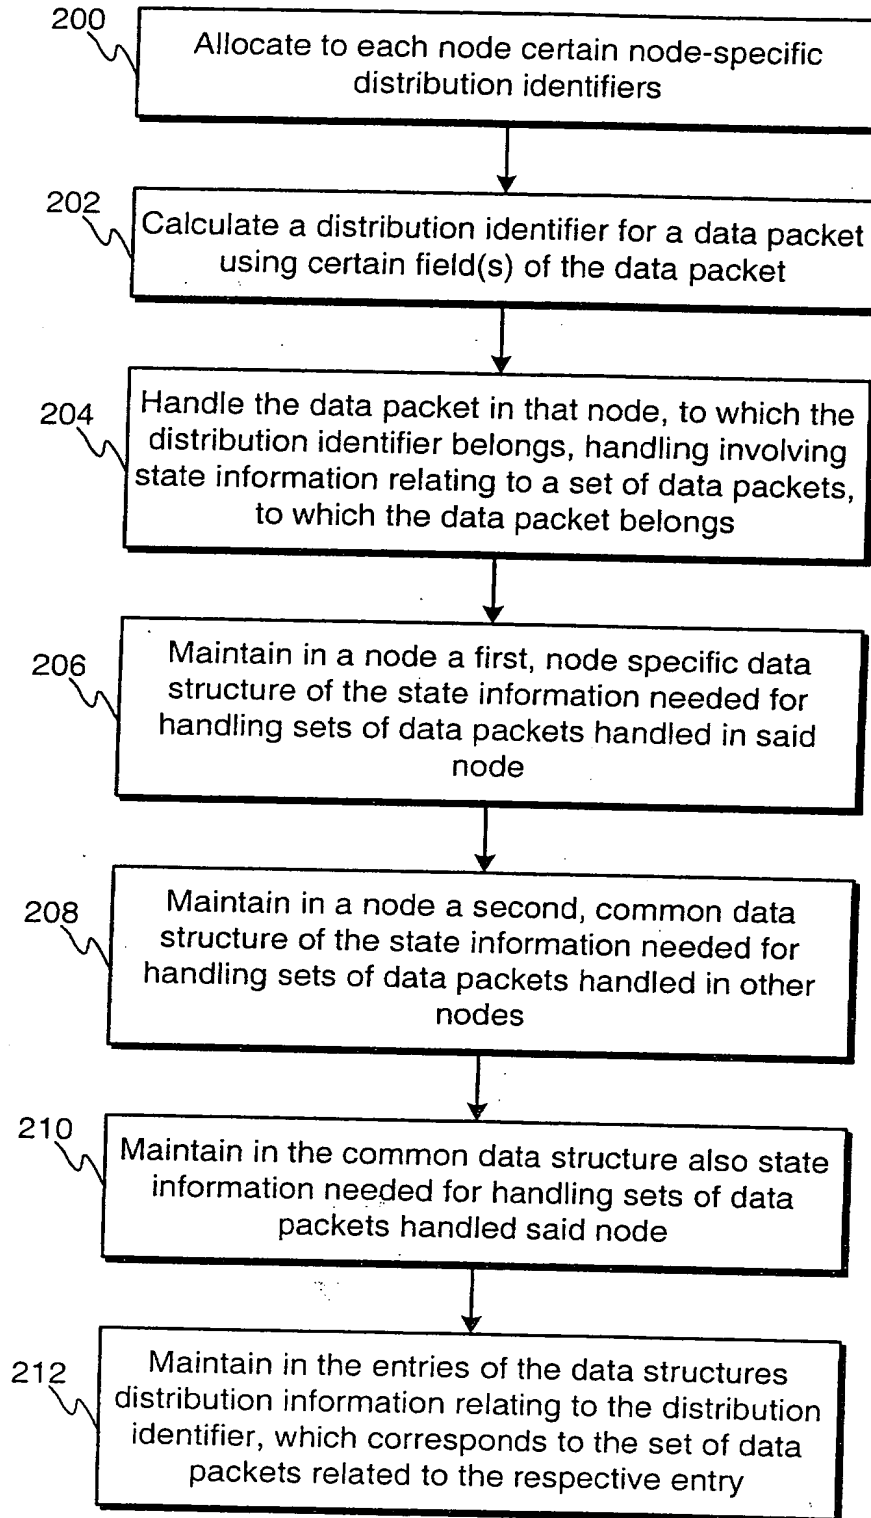 200
Allocate to each node certain node-specific
distribution identifiers
202
Calculate a distribution identifier for a data packet
using certain field(s) of the data packet
204
Handle the data packet in that node, to which the
distribution identifier belongs, handling involving
state information relating to a set of data packets,
to which the data packet belongs
206
Maintain in a node a first, node specific data
structure of the state information needed for
handling sets of data packets handled in said
node
208
Maintain in a node a second, common data
structure of the state information needed for
handling sets of data packets handled in other
nodes
210
Maintain in the common data structure also state
information needed for handling sets of data
packets handled said node
212
Maintain in the entries of the data structures
distribution information relating to the distribution
identifier, which corresponds to the set of data
packets related to the respective entry